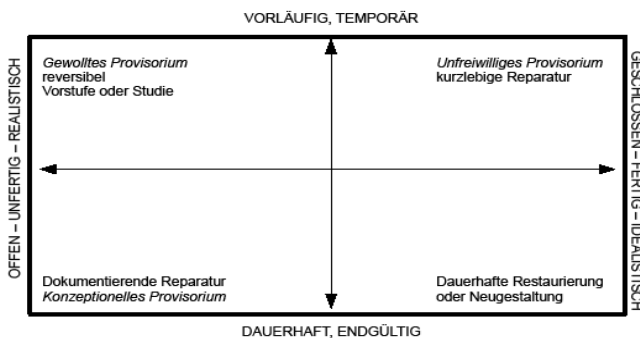 VORLÄUFIG, TEMPORÄR
OFFEN – UNFERTIG – REALISTISCH
Gewolltes Provisorium
reversibel
Vorstufe oder Studie
Unfreiwilliges Provisorium
kurzlebige Reparatur
GESCHLOSSEN – FERTIG – IDEALISTISCH
Dokumentierende Reparatur
Konzeptionelles Provisorium
Dauerhafte Restaurierung
oder Neugestaltung
DAUERHAFT, ENDGÜLTIG